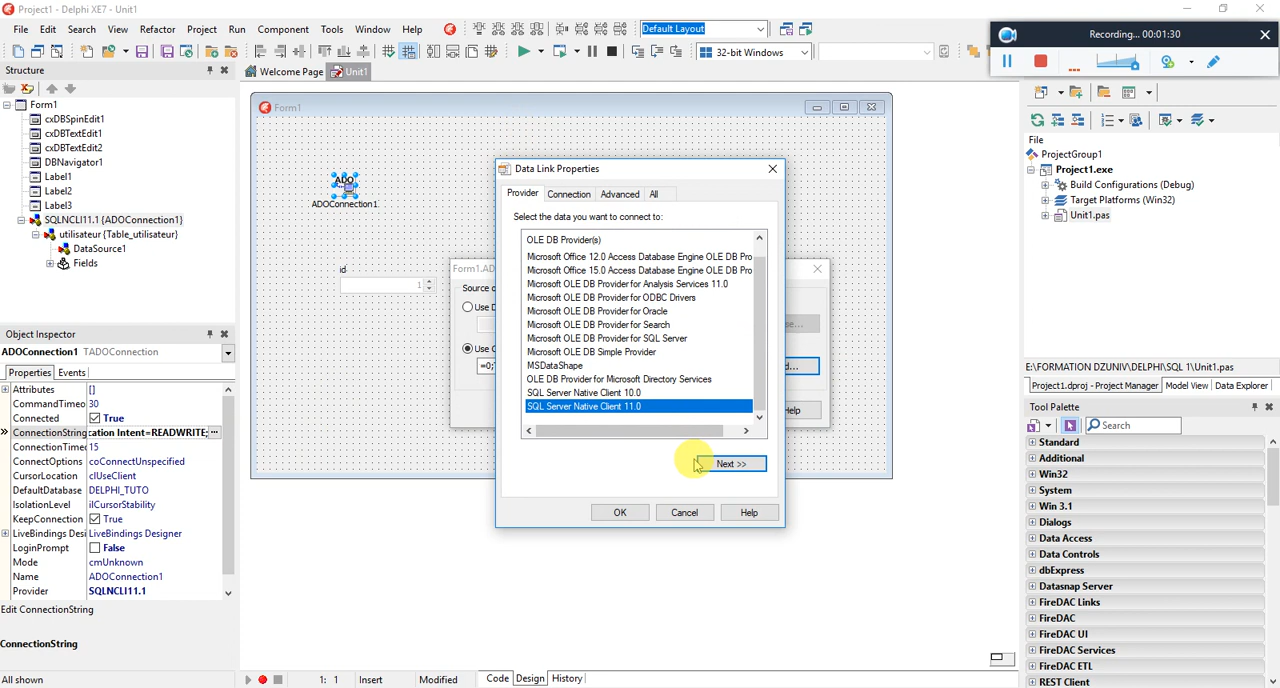 Project1 - Delphi XE7 - Unit1
File Edit Search View Refactor Project Run Component Tools Window Help
Default Layout
Recording... 00:01:30
32-bit Windows
Structure
Welcome Page Unit1
Form1
cxDBSpinEdit1
cxDBTextEdit1
cxDBTextEdit2
DBNavigator1
Label1
Label2
Label3
SQLNCLI11.1 {ADOConnection1}
utilisateur {Table_utilisateur}
DataSource1
Fields
Form1
ADO
ADOConnection1
id
1
Form1.AD
Source o
Use D
Use C
=0;
d...
Help
Data Link Properties
Provider Connection Advanced All
Select the data you want to connect to:
OLE DB Provider(s)
Microsoft Office 12.0 Access Database Engine OLE DB Pro
Microsoft Office 15.0 Access Database Engine OLE DB Pro
Microsoft OLE DB Provider for Analysis Services 11.0
Microsoft OLE DB Provider for ODBC Drivers
Microsoft OLE DB Provider for Oracle
Microsoft OLE DB Provider for Search
Microsoft OLE DB Provider for SQL Server
Microsoft OLE DB Simple Provider
MSDataShape
OLE DB Provider for Microsoft Directory Services
SQL Server Native Client 10.0
SQL Server Native Client 11.0
Next >>
OK Cancel Help
Object Inspector
ADOConnection1 TADOConnection
Properties Events
Attributes []
CommandTimeo 30
Connected True
ConnectionString :cation Intent=READWRITE; ...
ConnectionTime 15
ConnectOptions coConnectUnspecified
CursorLocation clUseClient
DefaultDatabase DELPHI_TUTO
IsolationLevel ilCursorStability
KeepConnection True
LiveBindings Desi LiveBindings Designer
LoginPrompt False
Mode cmUnknown
Name ADOConnection1
Provider SQLNCLI11.1
Edit ConnectionString
ConnectionString
All shown
1: 1 Insert Modified Code Design History
File
ProjectGroup1
Project1.exe
Build Configurations (Debug)
Target Platforms (Win32)
Unit1.pas
E:\FORMATION DZUNIV\DELPHI\SQL 1\Unit1.pas
Project1.dproj - Project Manager Model View Data Explorer
Tool Palette
Search
Standard
Additional
Win32
System
Win 3.1
Dialogs
Data Access
Data Controls
dbExpress
Datasnap Server
FireDAC Links
FireDAC
FireDAC UI
FireDAC Services
FireDAC ETL
REST Client